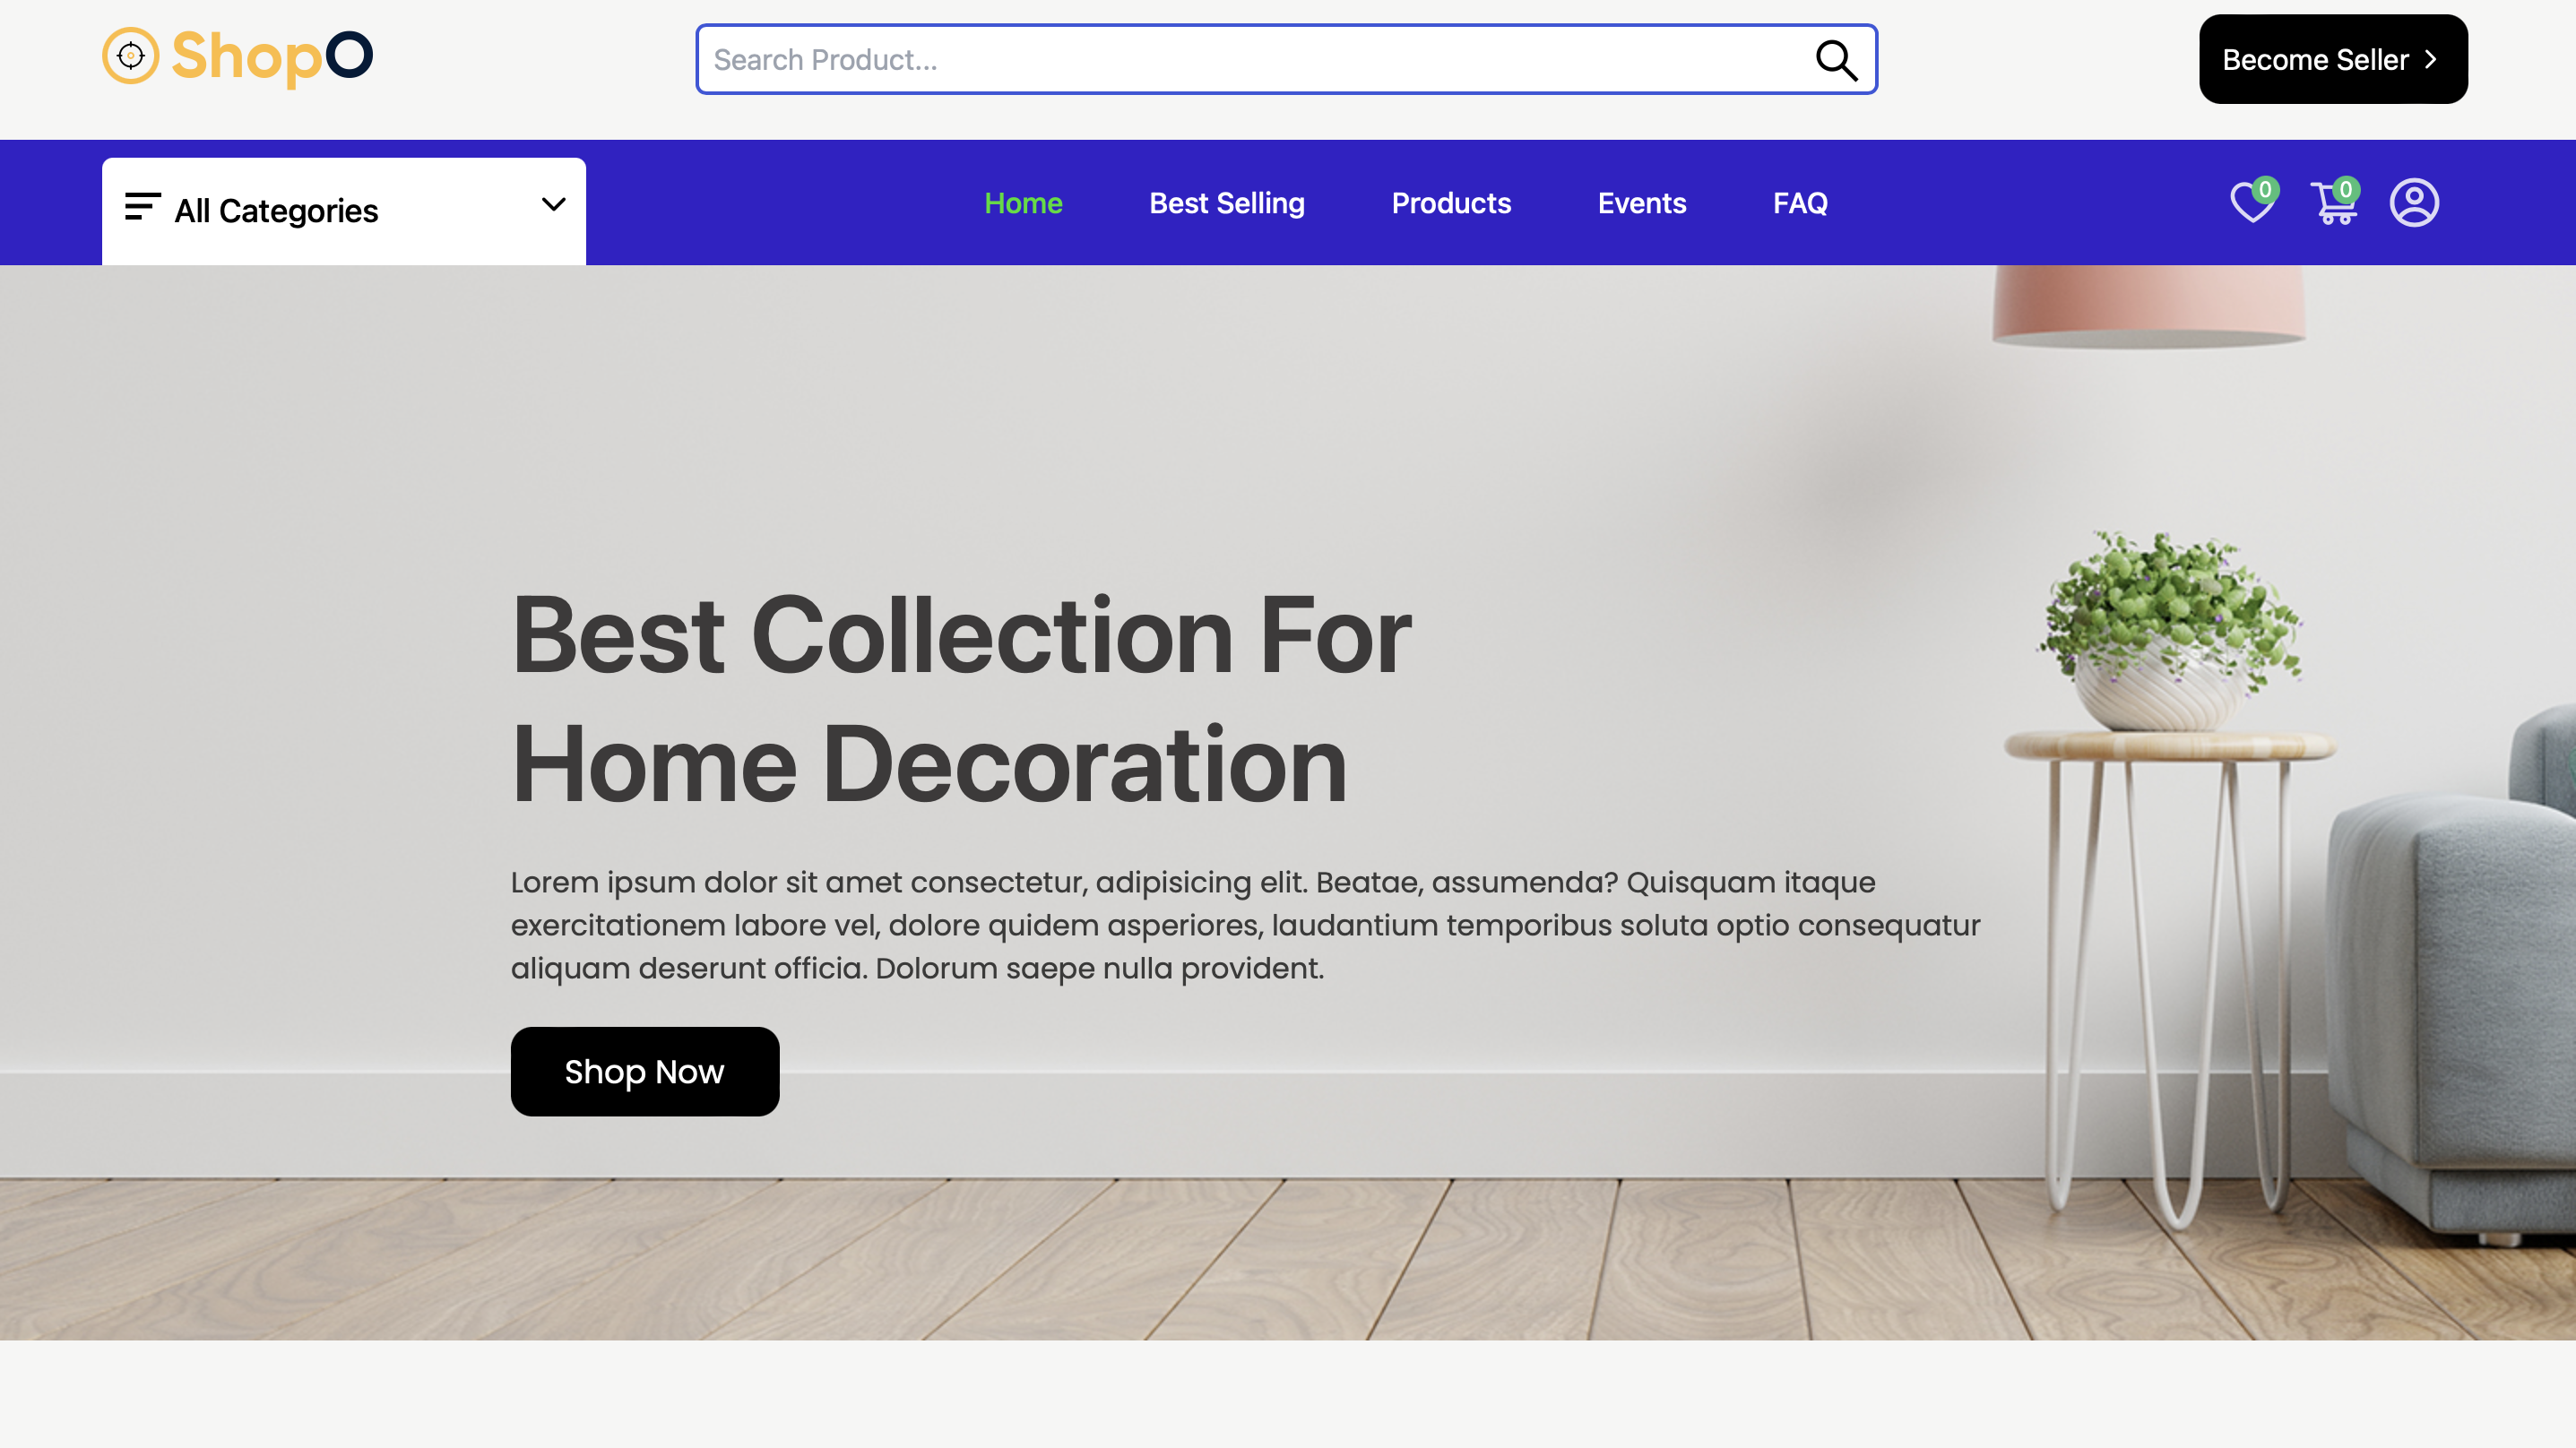 ShopO
Search Product...
Become Seller
All Categories
Home
Best Selling
Products
Events
FAQ
0
0
Best Collection For
Home Decoration
Lorem ipsum dolor sit amet consectetur, adipisicing elit. Beatae, assumenda? Quisquam itaque
exercitationem labore vel, dolore quidem asperiores, laudantium temporibus soluta optio consequatur
aliquam deserunt officia. Dolorum saepe nulla provident.
Shop Now